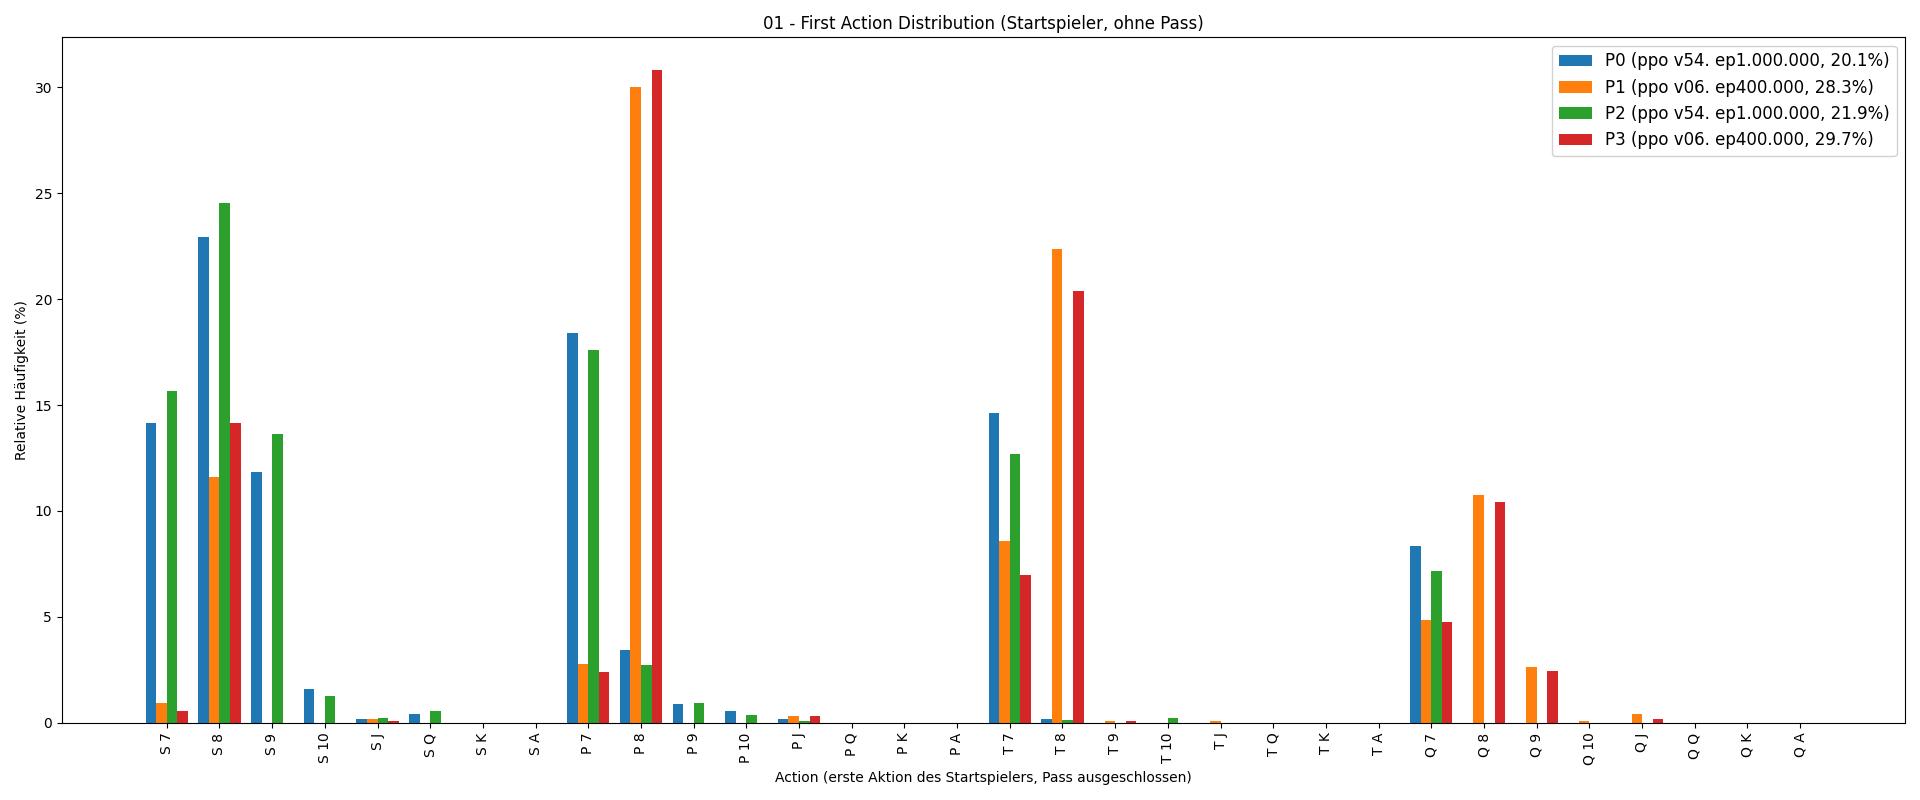 01 - First Action Distribution (Startspieler, ohne Pass)
P0 (ppo v54. ep1.000.000, 20.1%)
P1 (ppo v06. ep400.000, 28.3%)
P2 (ppo v54. ep1.000.000, 21.9%)
P3 (ppo v06. ep400.000, 29.7%)
Relative Häufigkeit (%)
30
25
20
15
10
5
0
S 7
S 8
S 9
S 10
S J
S Q
S K
S A
P 7
P 8
P 9
P 10
P J
P Q
P K
P A
T 7
T 8
T 9
T 10
T J
T Q
T K
T A
Q 7
Q 8
Q 9
Q 10
Q J
Q Q
Q K
Q A
Action (erste Aktion des Startspielers, Pass ausgeschlossen)